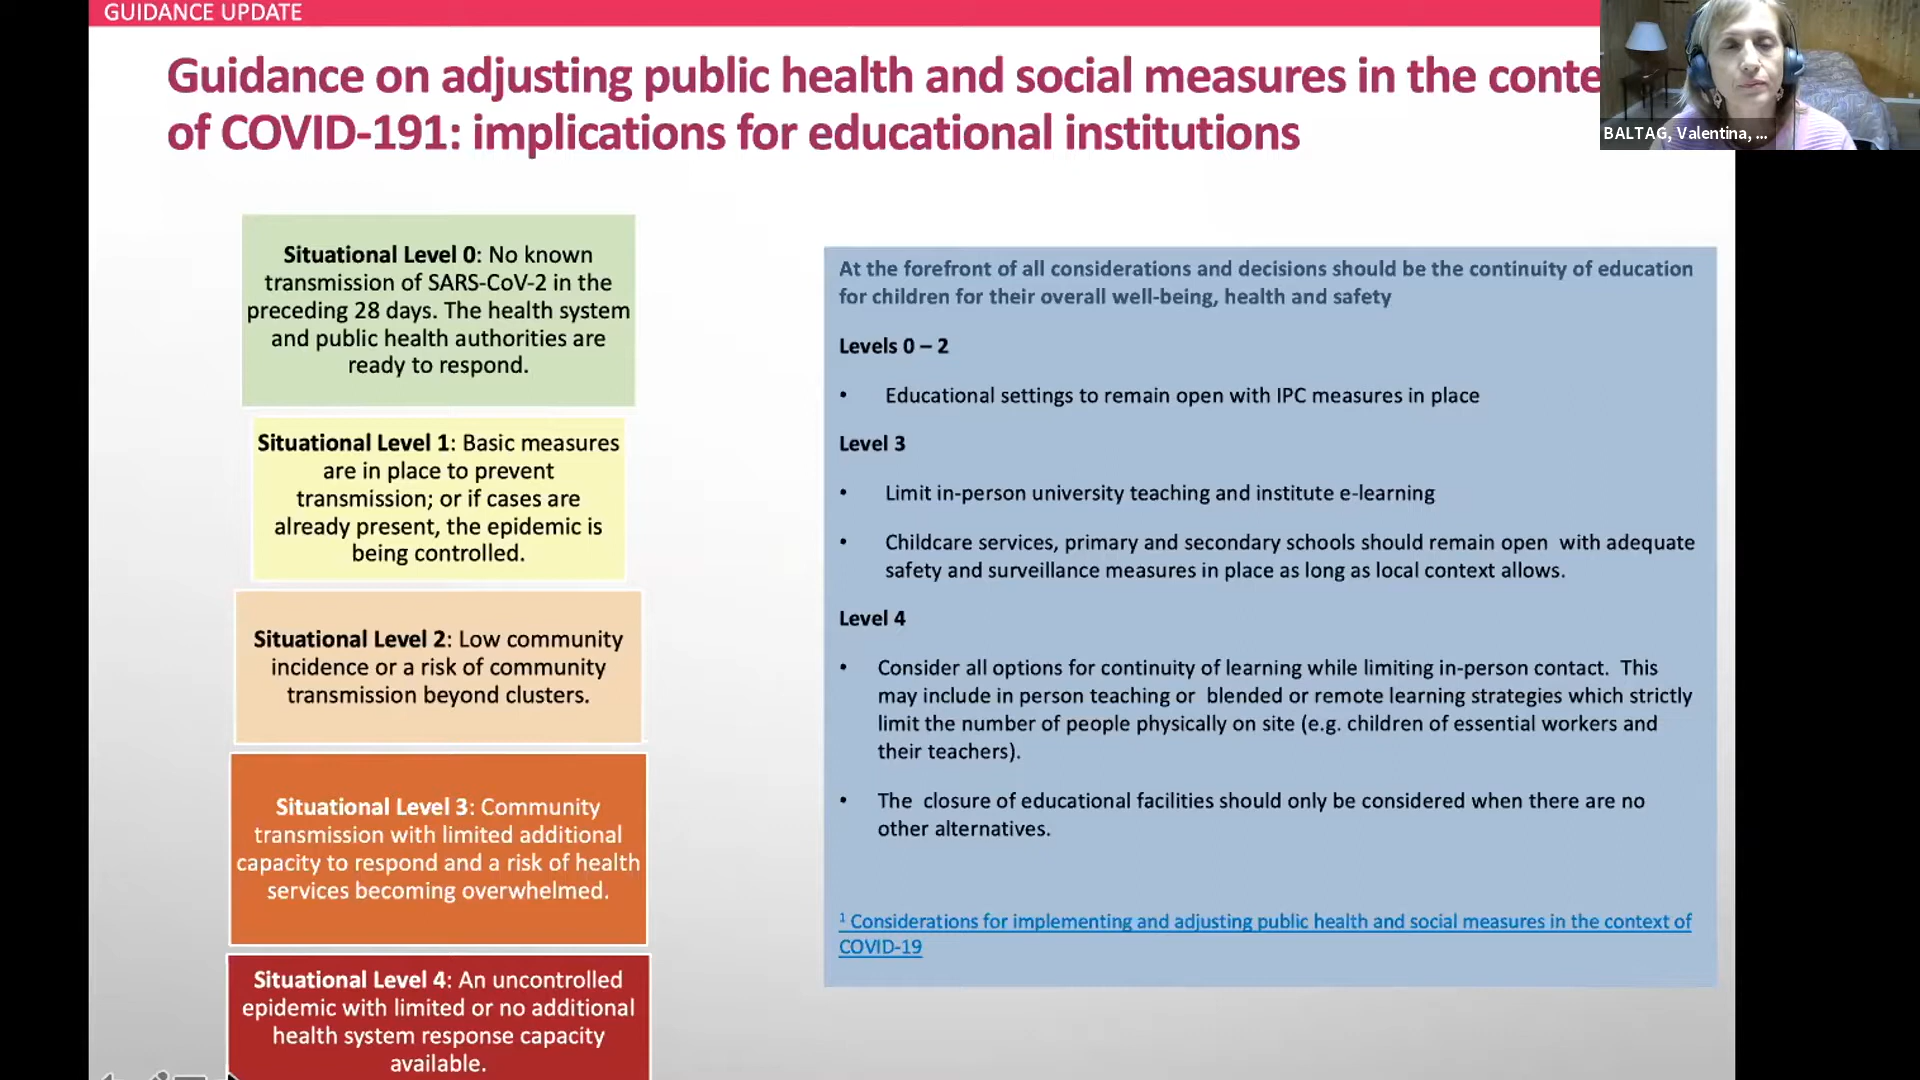 GUIDANCE UPDATE
Guidance on adjusting public health and social measures in the conte
of COVID-191: implications for educational institutions
BALTAG, Valentina, ...
Situational Level 0: No known
transmission of SARS-CoV-2 in the
preceding 28 days. The health system
and public health authorities are
ready to respond.
Situational Level 1: Basic measures
are in place to prevent
transmission; or if cases are
already present, the epidemic is
being controlled.
Situational Level 2: Low community
incidence or a risk of community
transmission beyond clusters.
Situational Level 3: Community
transmission with limited additional
capacity to respond and a risk of health
services becoming overwhelmed.
Situational Level 4: An uncontrolled
epidemic with limited or no additional
health system response capacity
available.
At the forefront of all considerations and decisions should be the continuity of education
for children for their overall well-being, health and safety
Levels 0 – 2
• Educational settings to remain open with IPC measures in place
Level 3
• Limit in-person university teaching and institute e-learning
• Childcare services, primary and secondary schools should remain open with adequate
safety and surveillance measures in place as long as local context allows.
Level 4
• Consider all options for continuity of learning while limiting in-person contact. This
may include in person teaching or blended or remote learning strategies which strictly
limit the number of people physically on site (e.g. children of essential workers and
their teachers).
• The closure of educational facilities should only be considered when there are no
other alternatives.
1 Considerations for implementing and adjusting public health and social measures in the context of
COVID-19